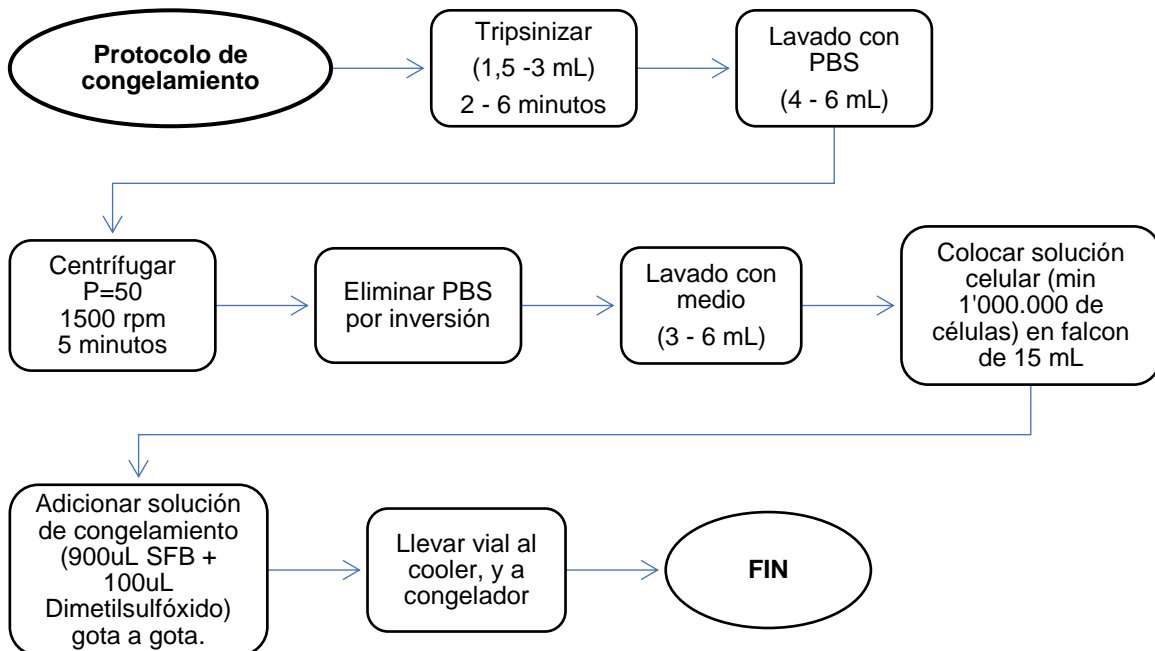 Protocolo de
congelamiento
Tripsinizar
(1,5 -3 mL)
2 - 6 minutos
Lavado con
PBS
(4 - 6 mL)
Centrífugar
P=50
1500 rpm
5 minutos
Eliminar PBS
por inversión
Lavado con
medio
(3 - 6 mL)
Colocar solución
celular (min
1'000.000 de
células) en falcon
de 15 mL
Adicionar solución
de congelamiento
(900uL SFB +
100uL
Dimetilsulfóxido)
gota a gota.
Llevar vial al
cooler, y a
congelador
FIN